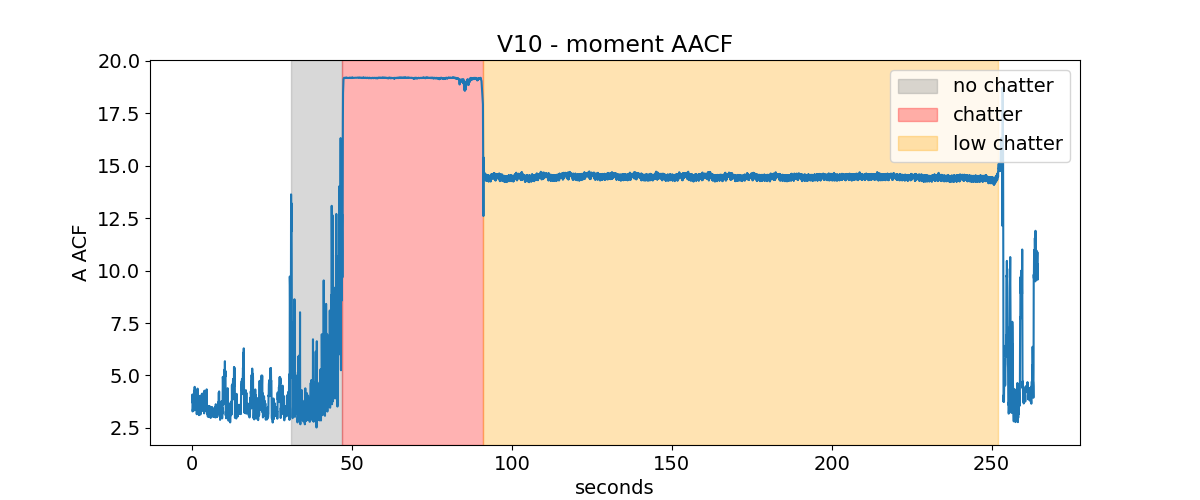 V10 - moment AACF
no chatter
chatter
low chatter
A ACF
20.0
17.5
15.0
12.5
10.0
7.5
5.0
2.5
0 50 100 150 200 250
seconds